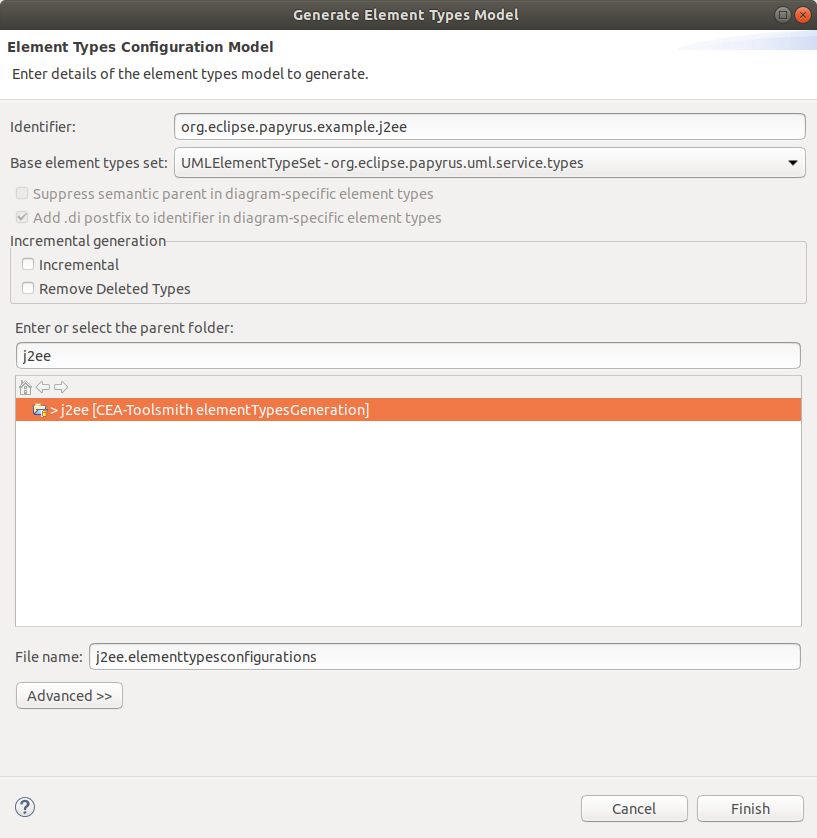 Generate Element Types Model
Element Types Configuration Model
Enter details of the element types model to generate.
Identifier: org.eclipse.papyrus.example.j2ee
Base element types set: UMLElementTypeSet - org.eclipse.papyrus.uml.service.types
Suppress semantic parent in diagram-specific element types
Add .di postfix to identifier in diagram-specific element types
Incremental generation
Incremental
Remove Deleted Types
Enter or select the parent folder:
j2ee
> j2ee [CEA-Toolsmith elementTypesGeneration]
File name: j2ee.elementtypesconfigurations
Advanced >>
? Cancel Finish